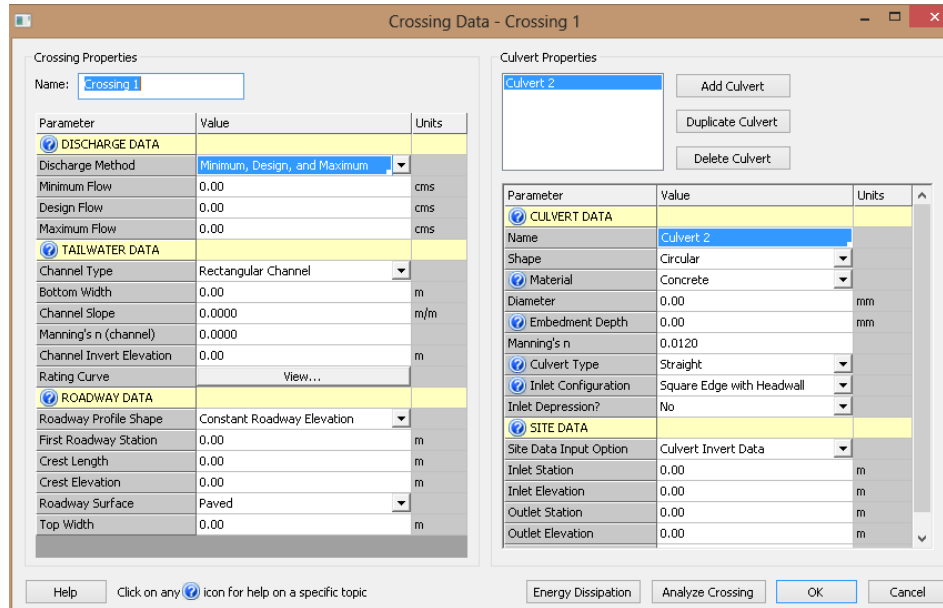 Crossing Data - Crossing 1
Crossing Properties
Name: Crossing 1
Parameter Value Units
DISCHARGE DATA
Discharge Method Minimum, Design, and Maximum
Minimum Flow 0.00 cms
Design Flow 0.00 cms
Maximum Flow 0.00 cms
TAILWATER DATA
Channel Type Rectangular Channel
Bottom Width 0.00 m
Channel Slope 0.0000 m/m
Manning's n (channel) 0.0000
Channel Invert Elevation 0.00 m
Rating Curve View...
ROADWAY DATA
Roadway Profile Shape Constant Roadway Elevation
First Roadway Station 0.00 m
Crest Length 0.00 m
Crest Elevation 0.00 m
Roadway Surface Paved
Top Width 0.00 m
Culvert Properties
Culvert 2
Add Culvert
Duplicate Culvert
Delete Culvert
Parameter Value Units
CULVERT DATA
Name Culvert 2
Shape Circular
Material Concrete
Diameter 0.00 mm
Embedment Depth 0.00 mm
Manning's n 0.0120
Culvert Type Straight
Inlet Configuration Square Edge with Headwall
Inlet Depression? No
SITE DATA
Site Data Input Option Culvert Invert Data
Inlet Station 0.00 m
Inlet Elevation 0.00 m
Outlet Station 0.00 m
Outlet Elevation 0.00 m
Help Click on any ? icon for help on a specific topic Energy Dissipation Analyze Crossing OK Cancel